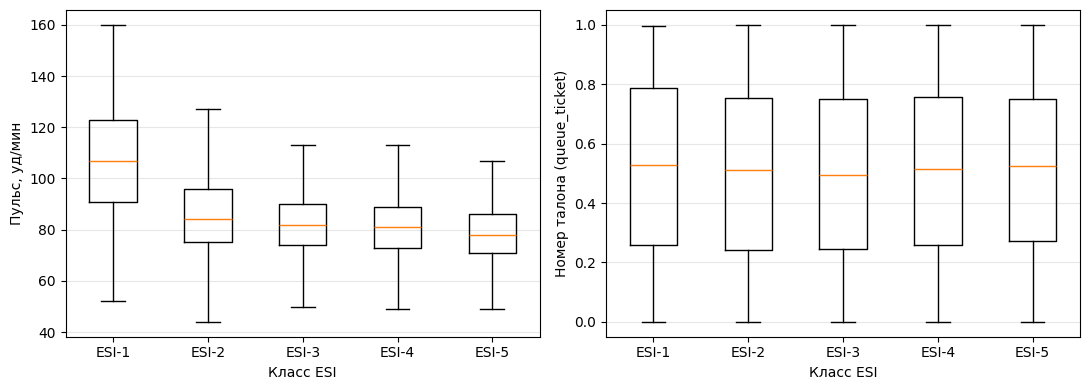 160
140
120
100
80
60
40
Пульс, уд/мин
ESI-1 ESI-2 ESI-3 ESI-4 ESI-5
Класс ESI
1.0
0.8
0.6
0.4
0.2
0.0
Номер талона (queue_ticket)
ESI-1 ESI-2 ESI-3 ESI-4 ESI-5
Класс ESI